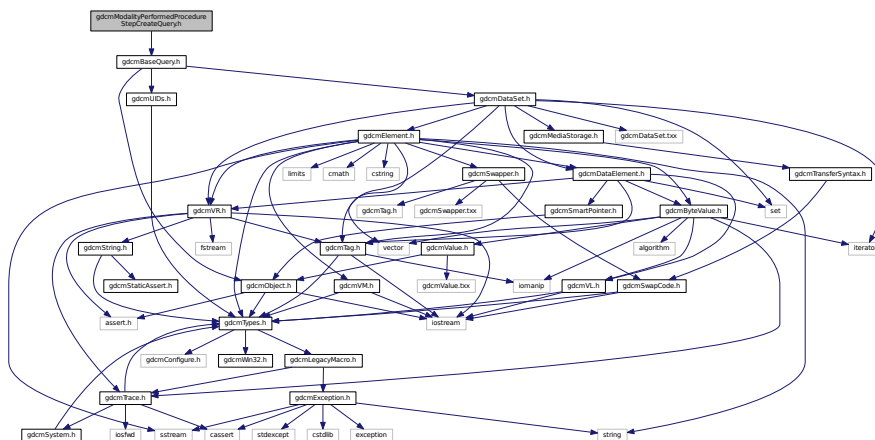 gdcmModalityPerformedProcedure
StepCreateQuery.h
gdcmBaseQuery.h
gdcmUIDs.h
gdcmDataSet.h
gdcmElement.h
gdcmMediaStorage.h
gdcmDataSet.txx
limits
cmath
cstring
gdcmSwapper.h
gdcmDataElement.h
gdcmTransferSyntax.h
gdcmVR.h
gdcmTag.h
gdcmSwapper.txx
gdcmSmartPointer.h
gdcmByteValue.h
set
gdcmString.h
fstream
gdcmTag.h
vector
gdcmValue.h
algorithm
iterator
gdcmStaticAssert.h
gdcmObject.h
gdcmVM.h
gdcmValue.txx
iomanip
gdcmVL.h
gdcmSwapCode.h
assert.h
gdcmTypes.h
iostream
gdcmConfigure.h
gdcmWin32.h
gdcmLegacyMacro.h
gdcmTrace.h
gdcmException.h
gdcmSystem.h
iosfwd
sstream
cassert
stdexcept
cstdlib
exception
string